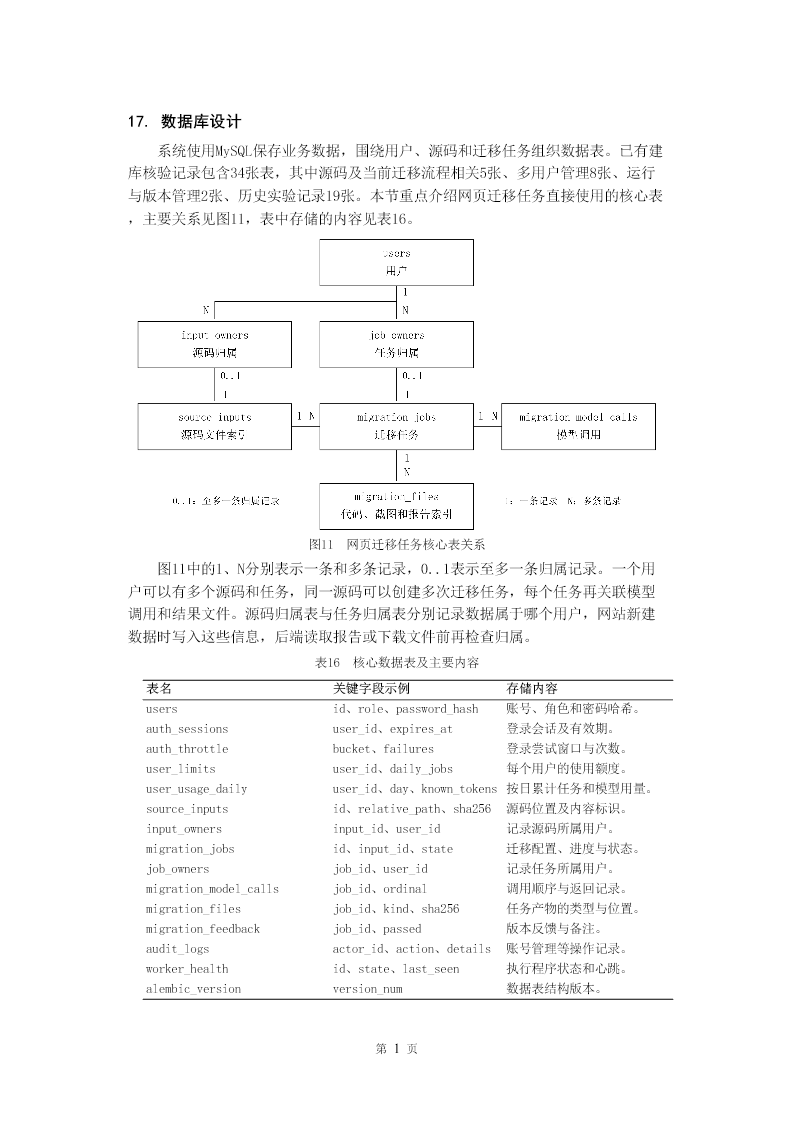 17. 数据库设计
系统使用MySQL保存业务数据，围绕用户、源码和迁移任务组织数据表。已有建
库核验记录包含34张表，其中源码及当前迁移流程相关5张、多用户管理8张、运行
与版本管理2张、历史实验记录19张。本节重点介绍网页迁移任务直接使用的核心表
，主要关系见图11，表中存储的内容见表16。
users
用户
1
N
N
input_owners
源码归属
job_owners
任务归属
0..1
0..1
1
1
source_inputs
源码文件索引
1 N
migration_jobs
迁移任务
1 N
migration_model_calls
模型调用
1
N
0..1：至多一条归属记录
migration_files
代码、截图和报告索引
1：一条记录 N：多条记录
图11 网页迁移任务核心表关系
图11中的1、N分别表示一条和多条记录，0..1表示至多一条归属记录。一个用
户可以有多个源码和任务，同一源码可以创建多次迁移任务，每个任务再关联模型
调用和结果文件。源码归属表与任务归属表分别记录数据属于哪个用户，网站新建
数据时写入这些信息，后端读取报告或下载文件前再检查归属。
表16 核心数据表及主要内容
表名 关键字段示例 存储内容
users id、role、password_hash 账号、角色和密码哈希。
auth_sessions user_id、expires_at 登录会话及有效期。
auth_throttle bucket、failures 登录尝试窗口与次数。
user_limits user_id、daily_jobs 每个用户的使用额度。
user_usage_daily user_id、day、known_tokens 按日累计任务和模型用量。
source_inputs id、relative_path、sha256 源码位置及内容标识。
input_owners input_id、user_id 记录源码所属用户。
migration_jobs id、input_id、state 迁移配置、进度与状态。
job_owners job_id、user_id 记录任务所属用户。
migration_model_calls job_id、ordinal 调用顺序与返回记录。
migration_files job_id、kind、sha256 任务产物的类型与位置。
migration_feedback job_id、passed 版本反馈与备注。
audit_logs actor_id、action、details 账号管理等操作记录。
worker_health id、state、last_seen 执行程序状态和心跳。
alembic_version version_num 数据表结构版本。
第 1 页